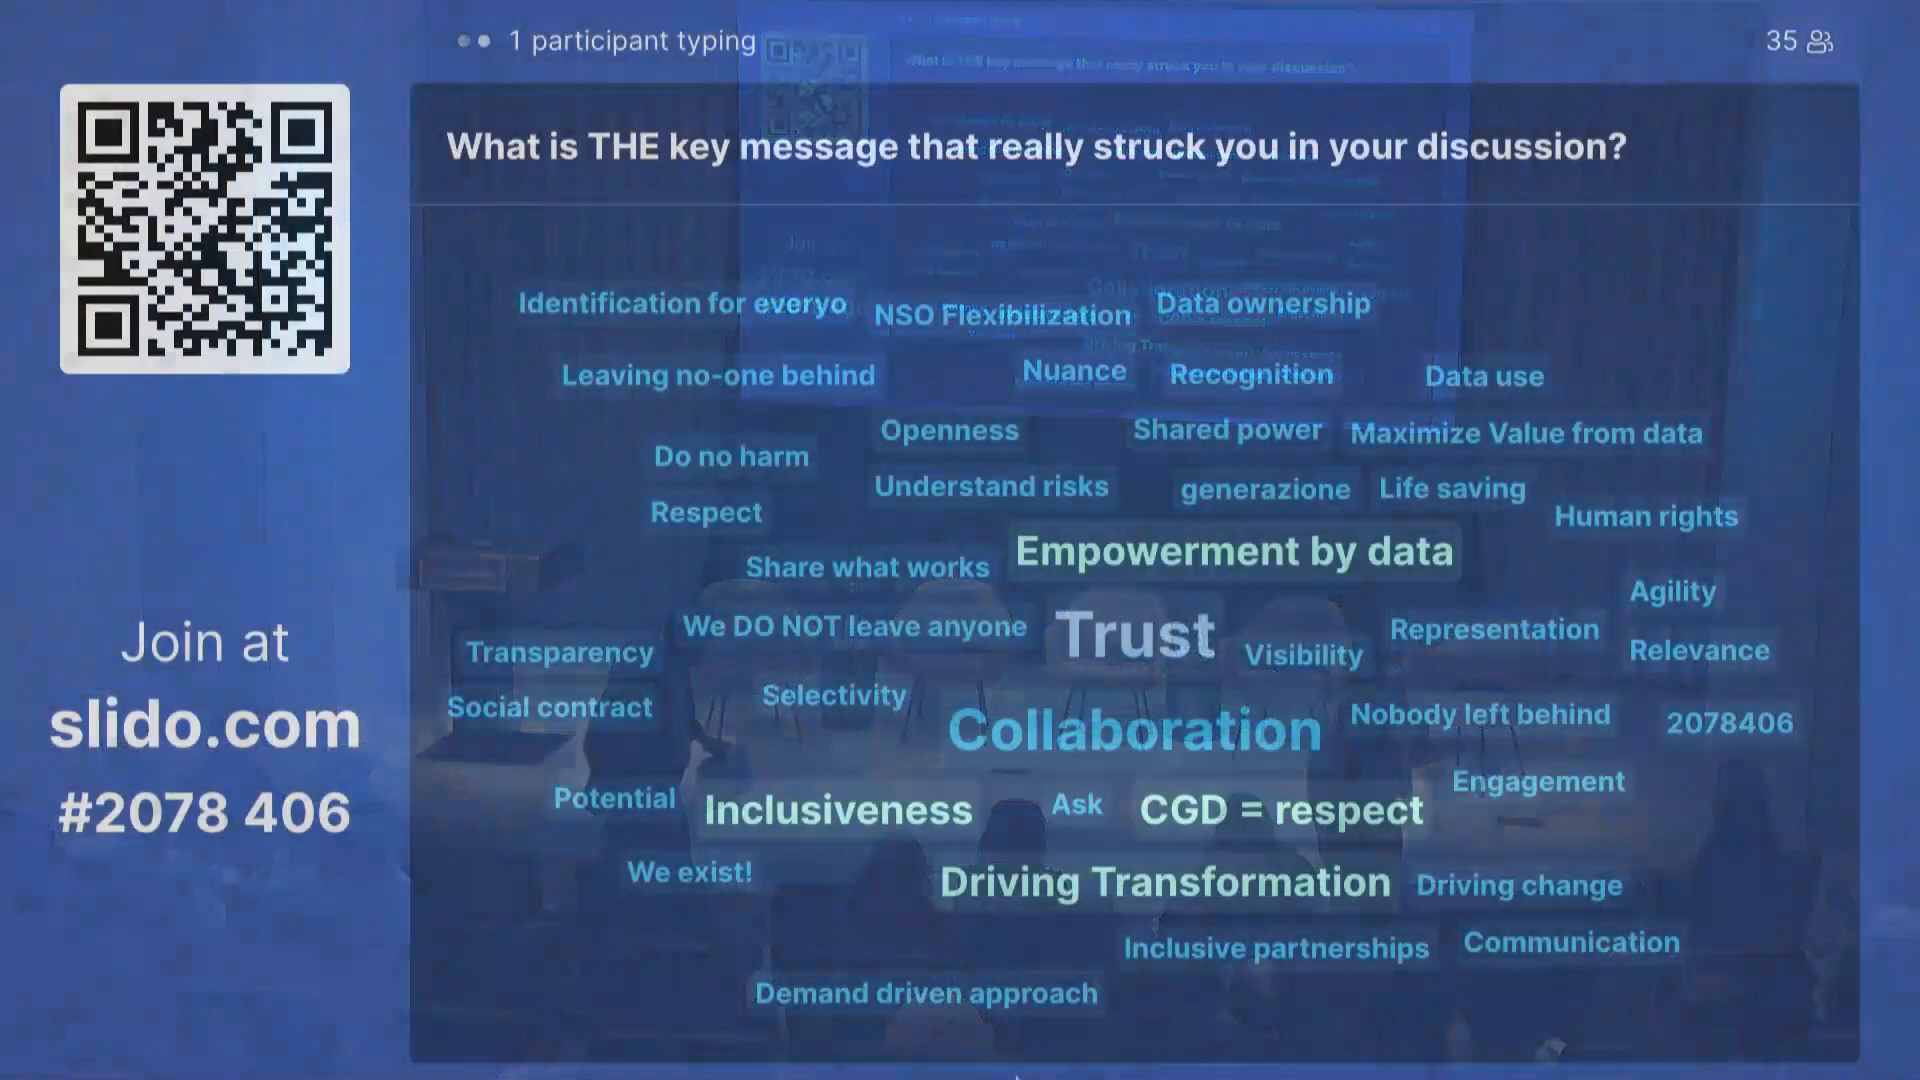 1 participant typing
35
What is THE key message that really struck you in your discussion?
Identification for everyo
NSO Flexibilization
Data ownership
Leaving no-one behind
Nuance
Recognition
Data use
Openness
Shared power
Maximize Value from data
Do no harm
Understand risks
generazione
Life saving
Respect
Human rights
Empowerment by data
Share what works
Agility
We DO NOT leave anyone
Trust
Representation
Transparency
Visibility
Relevance
Selectivity
Social contract
Collaboration
Nobody left behind
2078406
Engagement
Potential
Inclusiveness
Ask
CGD = respect
We exist!
Driving Transformation
Driving change
Inclusive partnerships
Communication
Demand driven approach
Join at
slido.com
#2078 406